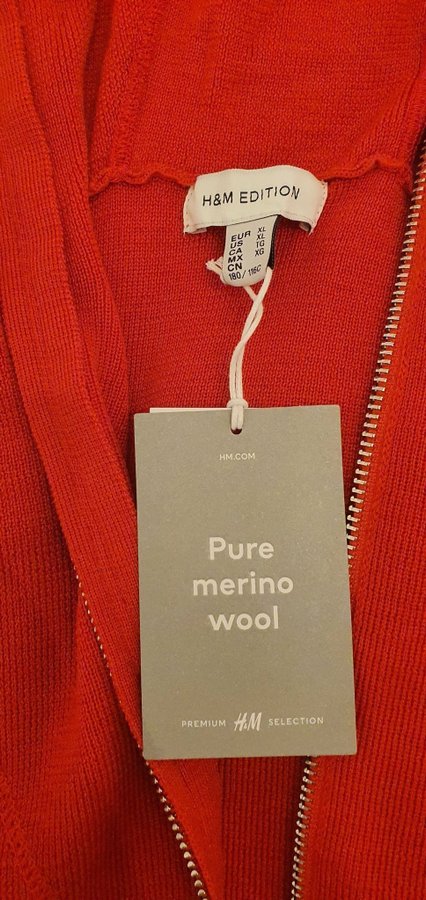 H&M EDITION
EUR XL
US XL
CA TG
MX XG
CN
180/116C
HM.COM
Pure
merino
wool
PREMIUM H&M SELECTION